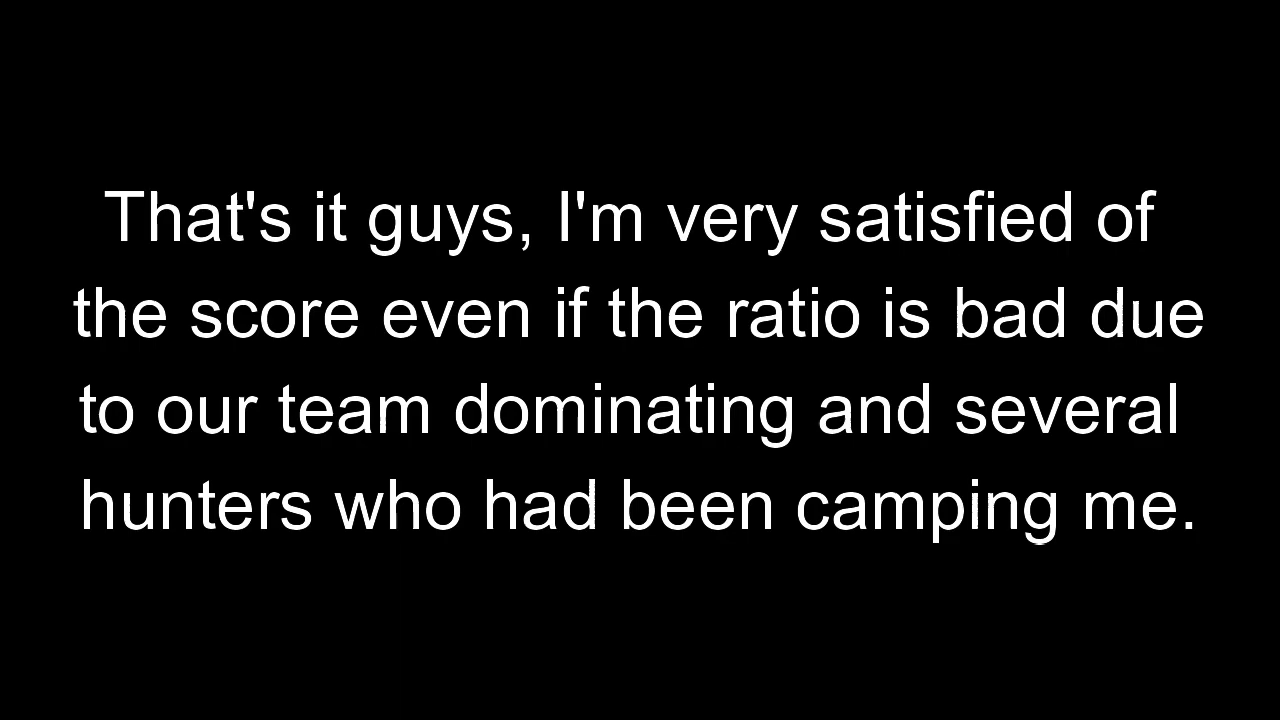 That's it guys, I'm very satisfied of
the score even if the ratio is bad due
to our team dominating and several
hunters who had been camping me.